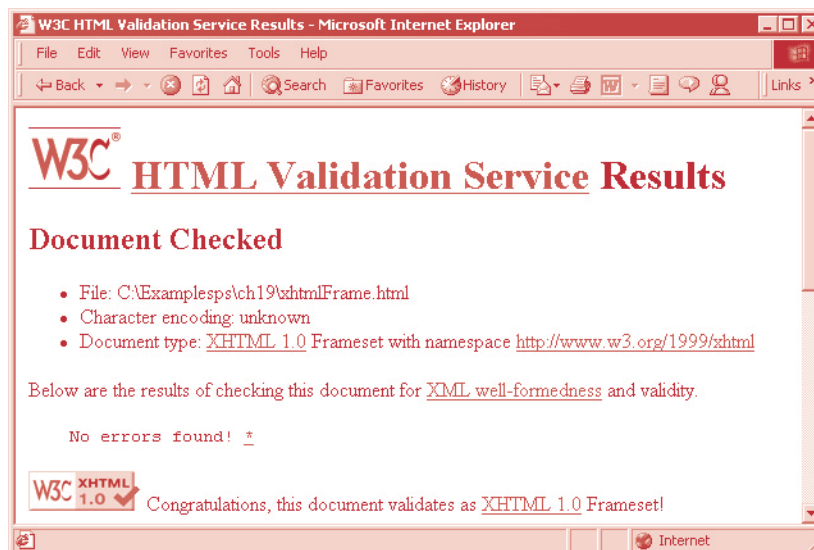 W3C HTML Validation Service Results - Microsoft Internet Explorer
File Edit View Favorites Tools Help
Back Search Favorites History Links »
W3C® HTML Validation Service Results
Document Checked
• File: C:\Examplesps\ch19\xhtmlFrame.html
• Character encoding: unknown
• Document type: XHTML 1.0 Frameset with namespace http://www.w3.org/1999/xhtml
Below are the results of checking this document for XML well-formedness and validity.
No errors found! *
W3C XHTML 1.0 Congratulations, this document validates as XHTML 1.0 Frameset!
Internet